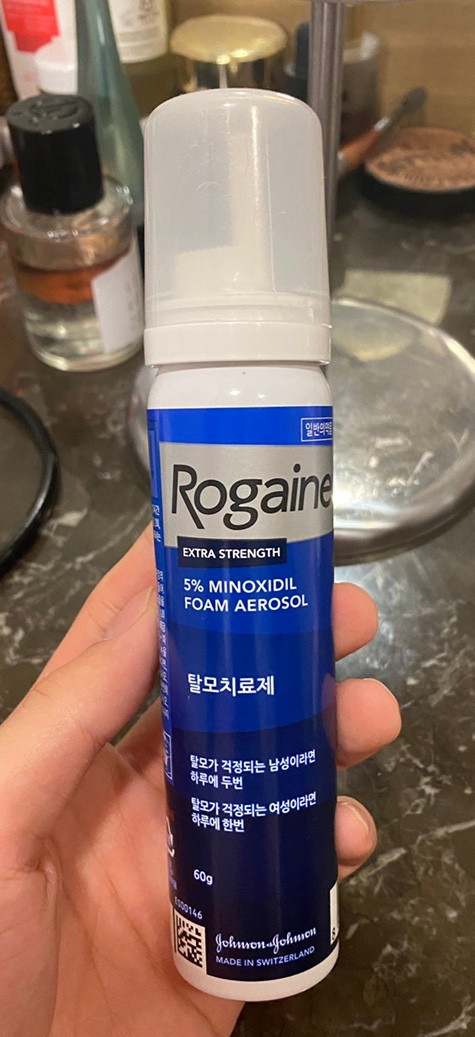 일반의약품
Rogaine
EXTRA STRENGTH
5% MINOXIDIL
FOAM AEROSOL
탈모치료제
탈모가 걱정되는 남성이라면
하루에 두번
탈모가 걱정되는 여성이라면
하루에 한번
60g
ES00146
Johnson & Johnson
MADE IN SWITZERLAND